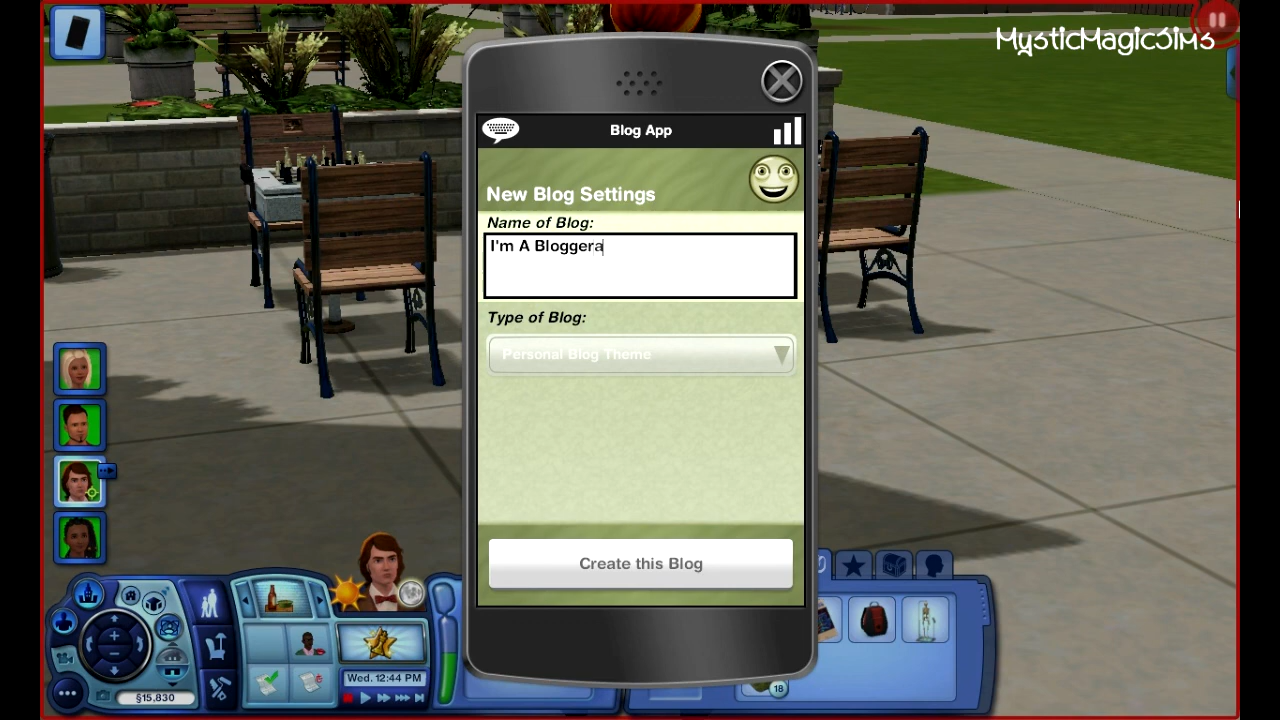 MysticMagicSims
Blog App
New Blog Settings
Name of Blog:
I'm A Bloggera
Type of Blog:
Personal Blog Theme
Create this Blog
Wed. 12:44 PM
§15,830
18